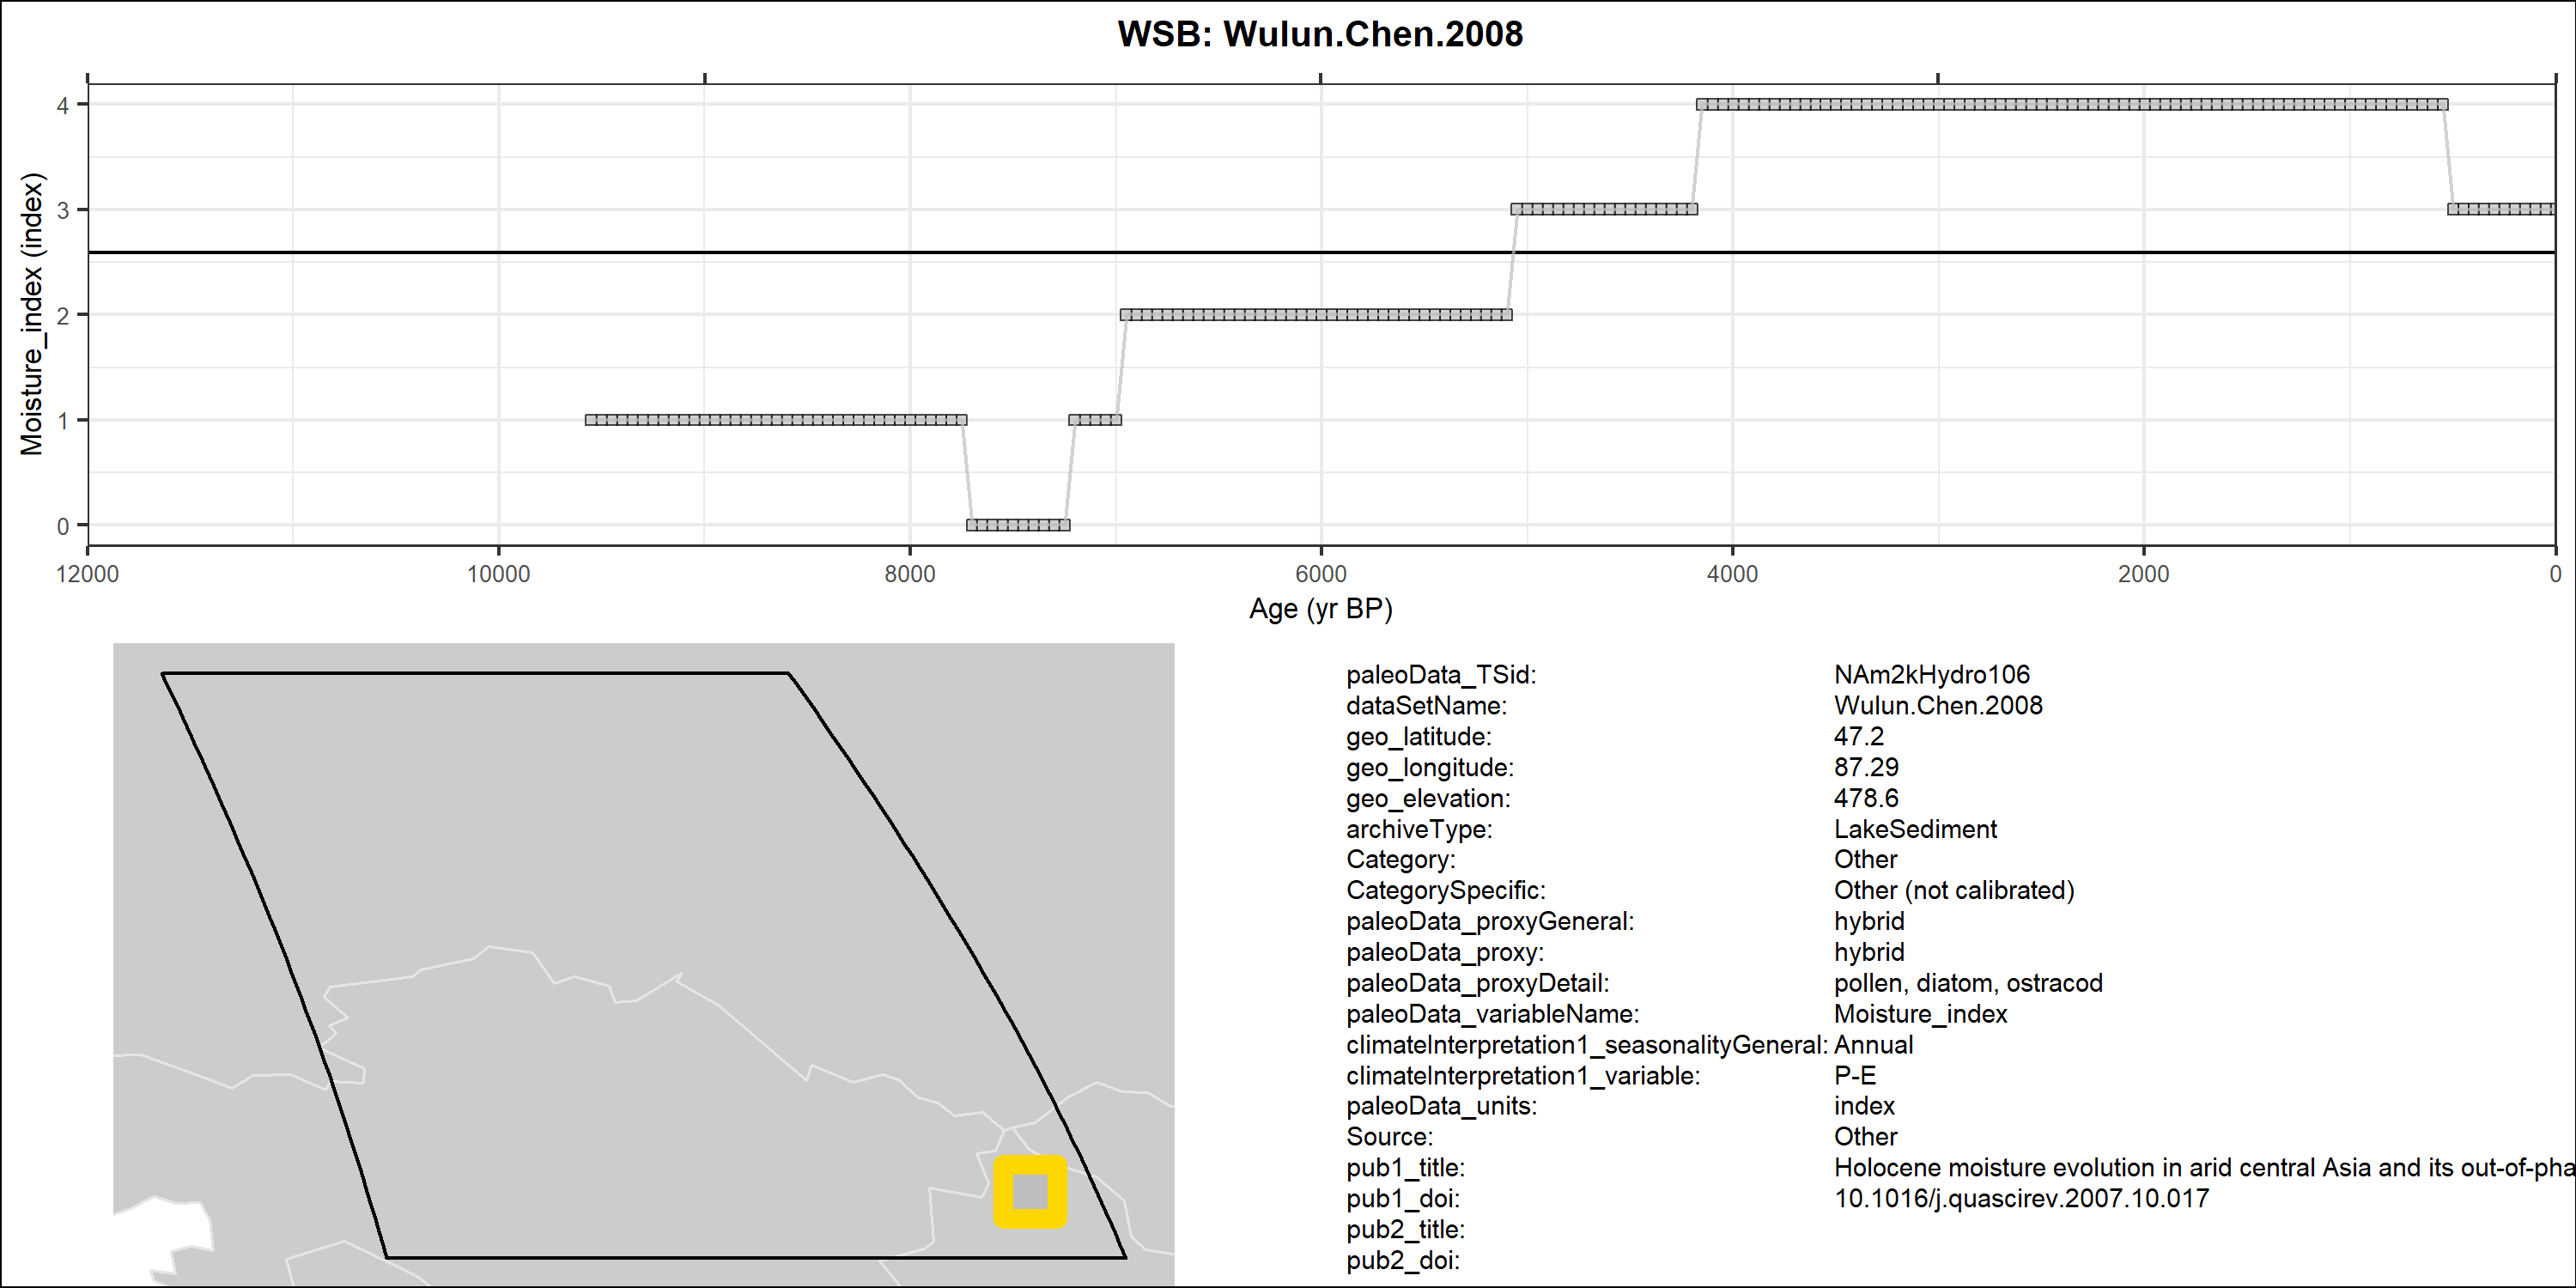 WSB: Wulun.Chen.2008
Moisture_index (index)
4
3
2
1
0
12000 10000 8000 6000 4000 2000 0
Age (yr BP)
paleoData_TSid: NAm2kHydro106
dataSetName: Wulun.Chen.2008
geo_latitude: 47.2
geo_longitude: 87.29
geo_elevation: 478.6
archiveType: LakeSediment
Category: Other
CategorySpecific: Other (not calibrated)
paleoData_proxyGeneral: hybrid
paleoData_proxy: hybrid
paleoData_proxyDetail: pollen, diatom, ostracod
paleoData_variableName: Moisture_index
climateInterpretation1_seasonalityGeneral: Annual
climateInterpretation1_variable: P-E
paleoData_units: index
Source: Other
pub1_title: Holocene moisture evolution in arid central Asia and its out-of-pha
pub1_doi: 10.1016/j.quascirev.2007.10.017
pub2_title:
pub2_doi: